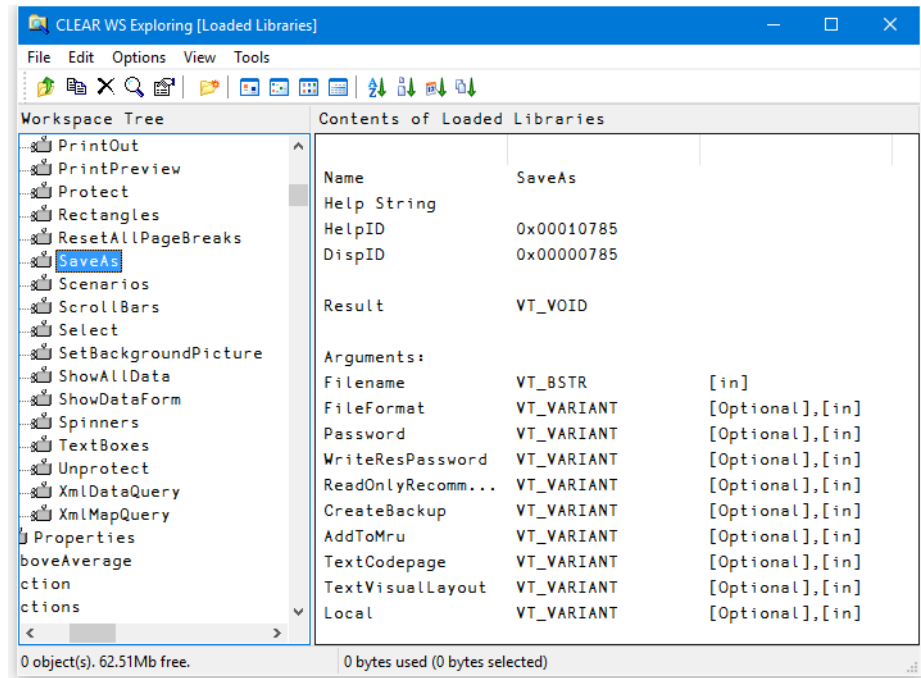 CLEAR WS Exploring [Loaded Libraries]
File Edit Options View Tools
Workspace Tree
PrintOut
PrintPreview
Protect
Rectangles
ResetAllPageBreaks
SaveAs
Scenarios
ScrollBars
Select
SetBackgroundPicture
ShowAllData
ShowDataForm
Spinners
TextBoxes
Unprotect
XmlDataQuery
XmlMapQuery
Properties
boveAverage
ction
ctions
Contents of Loaded Libraries
Name SaveAs
Help String
HelpID 0x00010785
DispID 0x00000785
Result VT_VOID
Arguments:
Filename VT_BSTR [in]
FileFormat VT_VARIANT [Optional],[in]
Password VT_VARIANT [Optional],[in]
WriteResPassword VT_VARIANT [Optional],[in]
ReadOnlyRecomm... VT_VARIANT [Optional],[in]
CreateBackup VT_VARIANT [Optional],[in]
AddToMru VT_VARIANT [Optional],[in]
TextCodepage VT_VARIANT [Optional],[in]
TextVisualLayout VT_VARIANT [Optional],[in]
Local VT_VARIANT [Optional],[in]
0 object(s). 62.51Mb free.
0 bytes used (0 bytes selected)